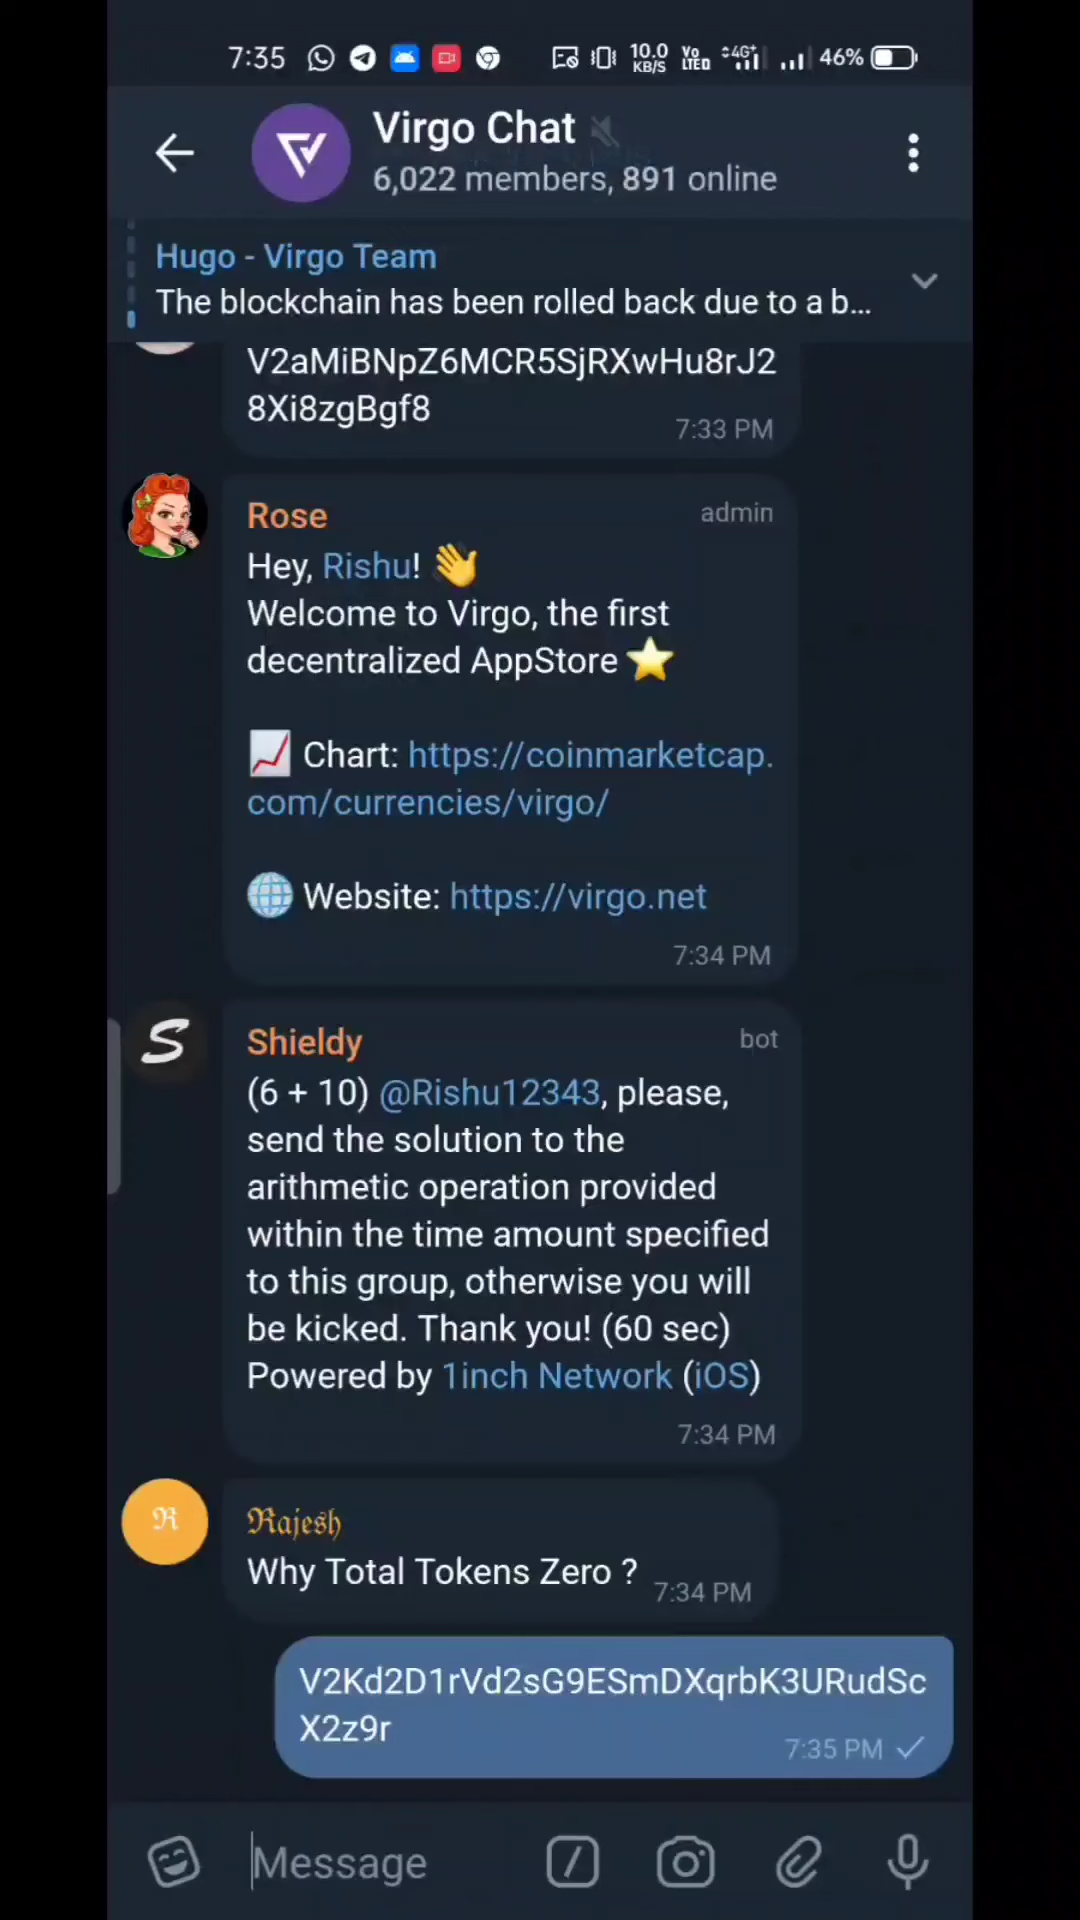 7:35 10.0 KB/S Vo LTED 4G+ 46%
Virgo Chat
6,022 members, 891 online
Hugo - Virgo Team
The blockchain has been rolled back due to a b...
V2aMiBNpZ6MCR5SjRXwHu8rJ2
8Xi8zgBgf8
7:33 PM
Rose admin
Hey, Rishu! 👋
Welcome to Virgo, the first
decentralized AppStore ⭐
📈 Chart: https://coinmarketcap.
com/currencies/virgo/
🌐 Website: https://virgo.net
7:34 PM
S
Shieldy bot
(6 + 10) @Rishu12343, please,
send the solution to the
arithmetic operation provided
within the time amount specified
to this group, otherwise you will
be kicked. Thank you! (60 sec)
Powered by 1inch Network (iOS)
7:34 PM
ℜ
ℜajesh
Why Total Tokens Zero ? 7:34 PM
V2Kd2D1rVd2sG9ESmDXqrbK3URudSc
X2z9r
7:35 PM
Message